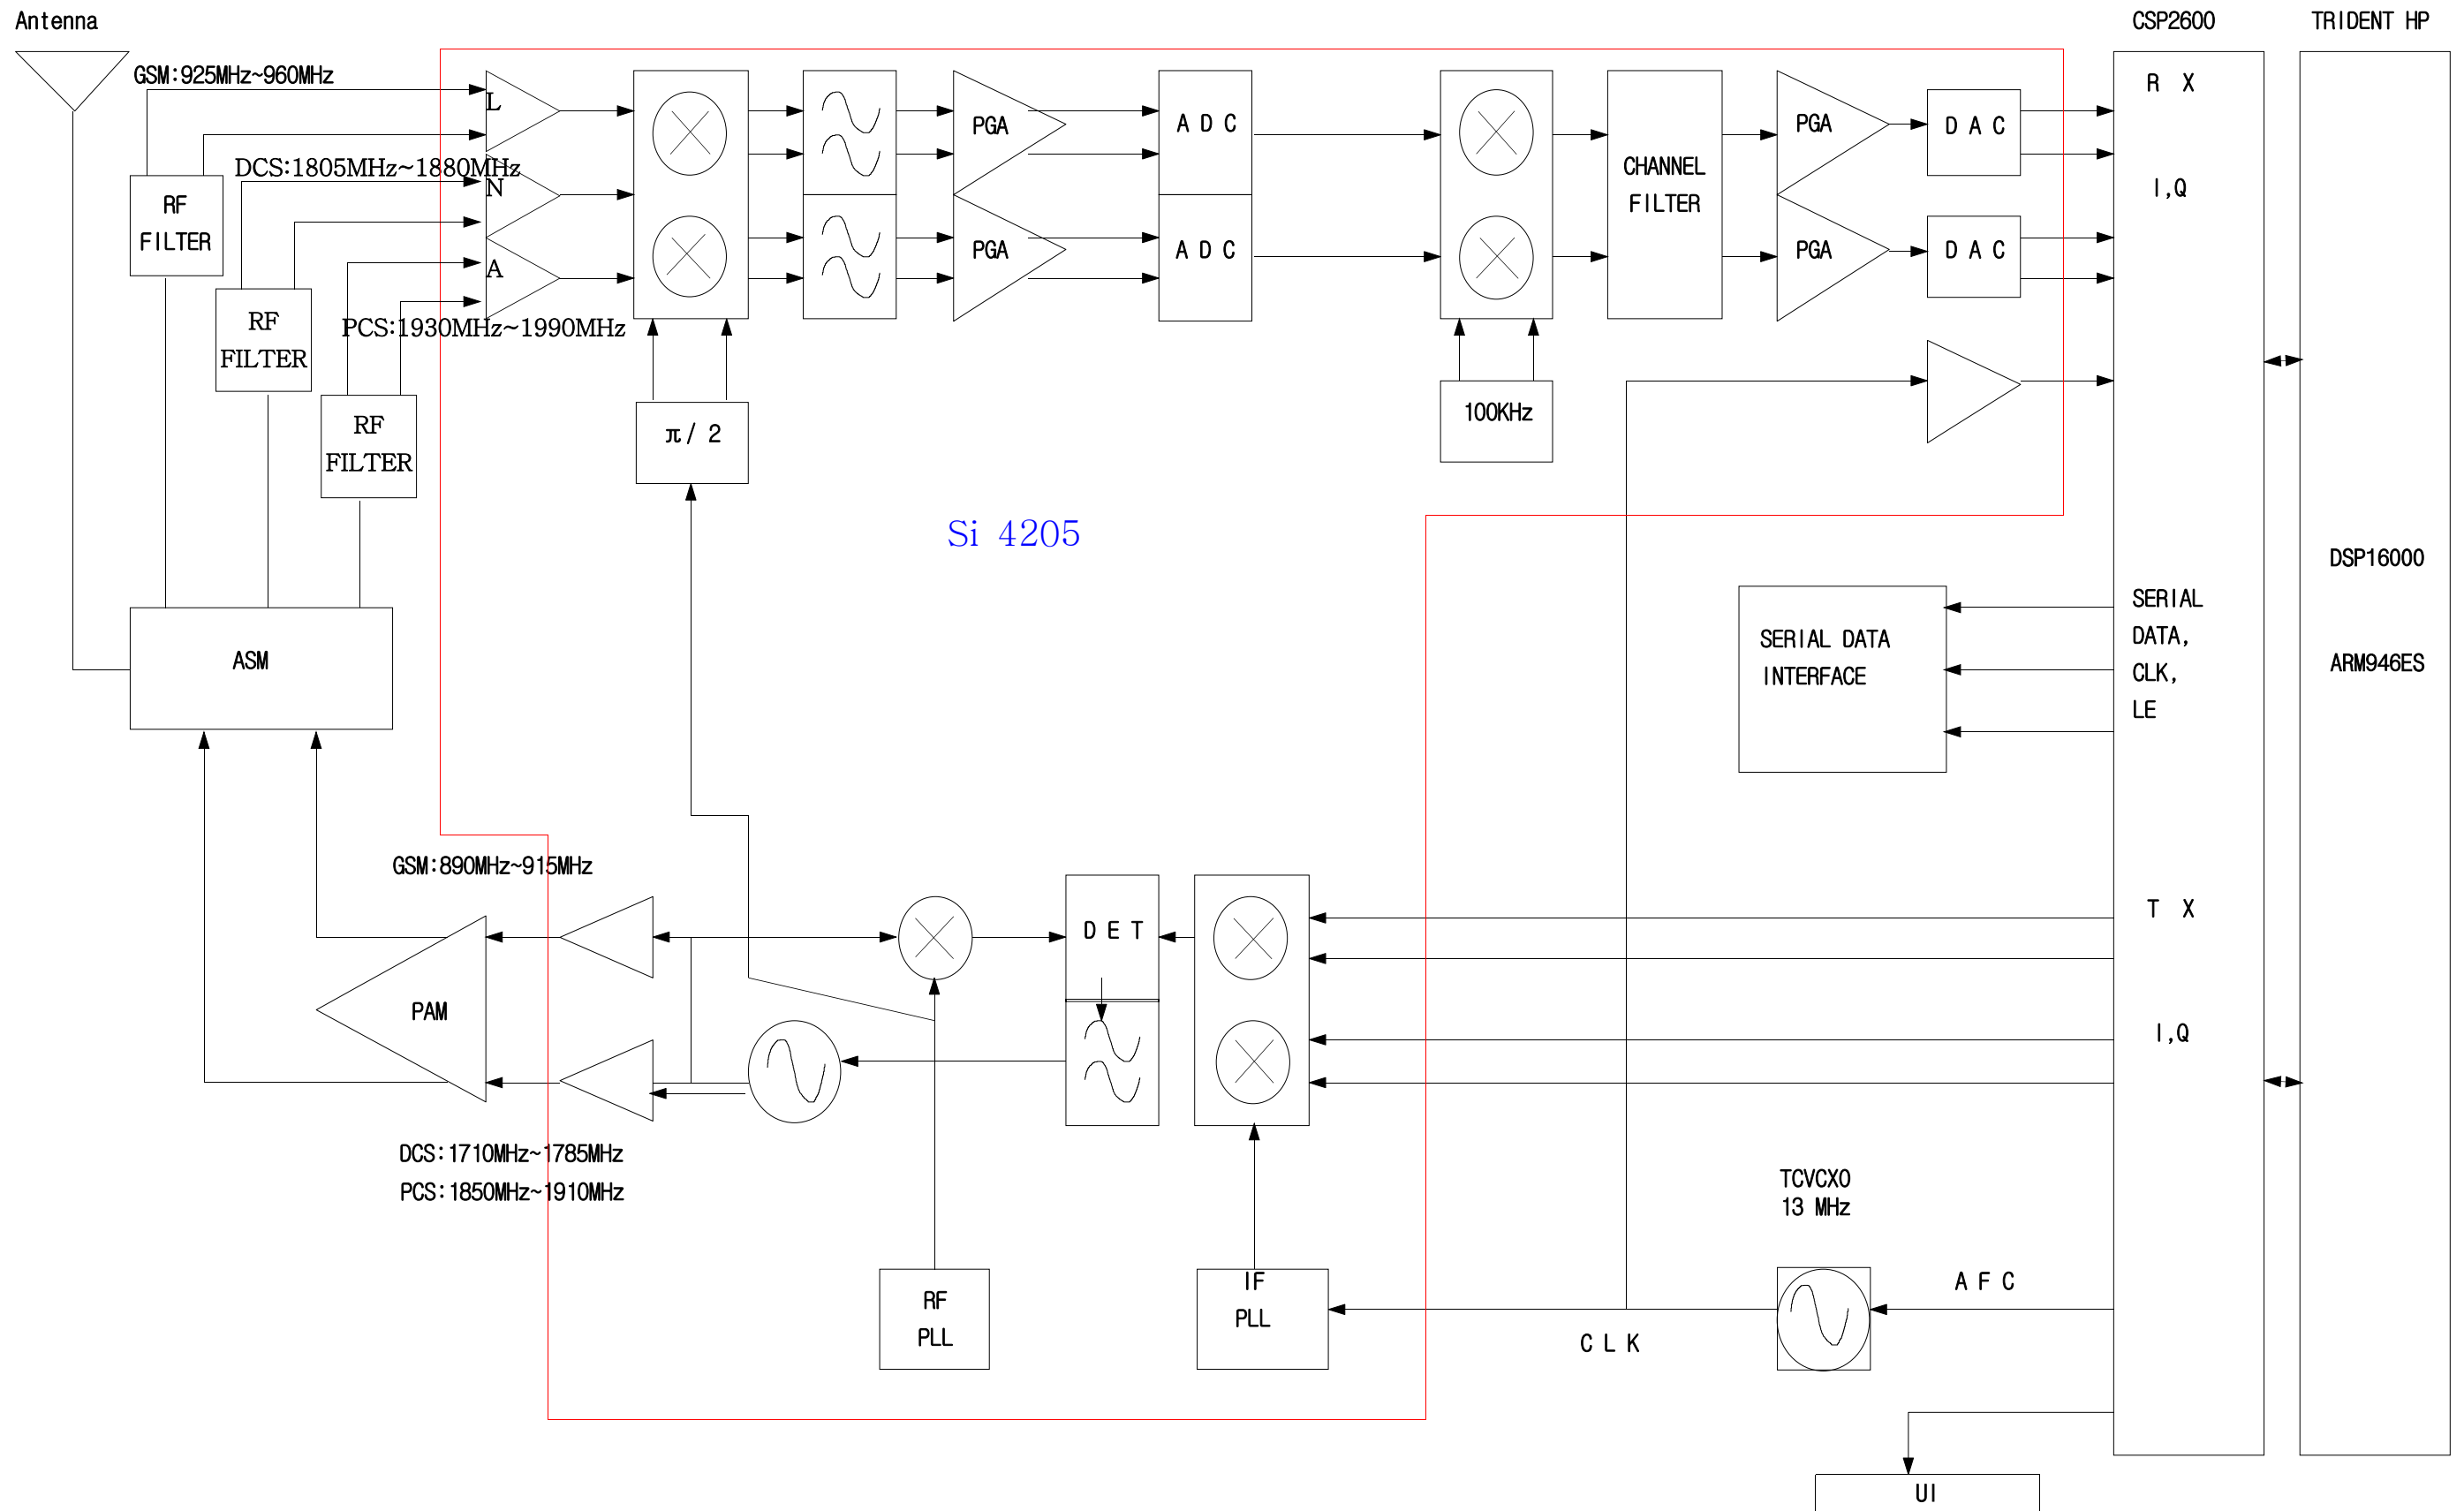 Antenna
CSP2600
TRIDENT HP
GSM:925MHz~960MHz
R X
L
PGA
A D C
PGA
D A C
DCS:1805MHz~1880MHz
N
CHANNEL
FILTER
I,Q
RF
FILTER
A
PGA
A D C
PGA
D A C
RF
FILTER
PCS:1930MHz~1990MHz
RF
FILTER
π/ 2
100KHz
Si 4205
DSP16000
ARM946ES
SERIAL
DATA,
CLK,
LE
SERIAL DATA
INTERFACE
ASM
GSM:890MHz~915MHz
D E T
T X
PAM
I,Q
DCS:1710MHz~1785MHz
PCS:1850MHz~1910MHz
TCVCXO
13 MHz
RF
PLL
IF
PLL
A F C
C L K
UI